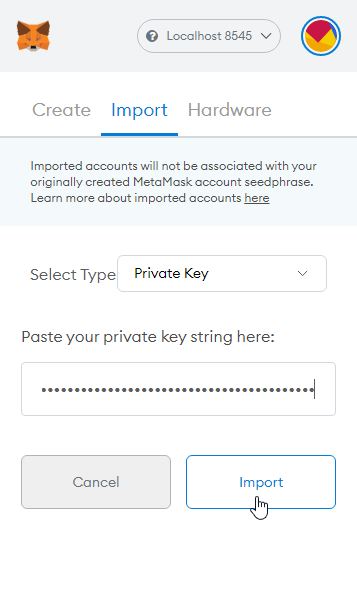 Localhost 8545
Create Import Hardware
Imported accounts will not be associated with your
originally created MetaMask account seedphrase.
Learn more about imported accounts here
Select Type Private Key
Paste your private key string here:
Cancel Import